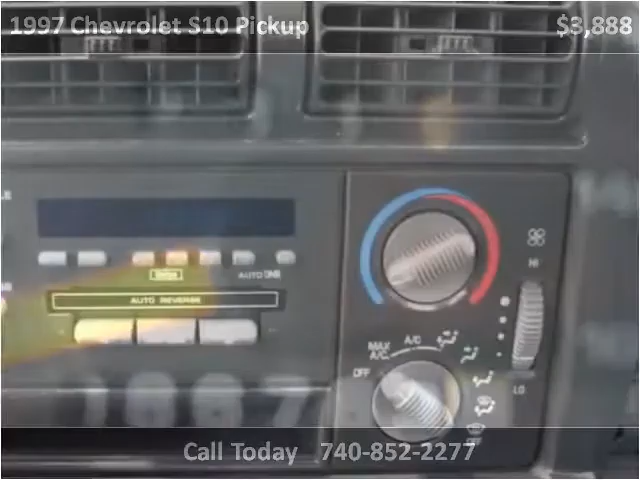 1997 Chevrolet S10 Pickup $3,888
AUTO
AUTO REVERSE
HI
MAX A/C
A/C
OFF
LO
Call Today 740-852-2277